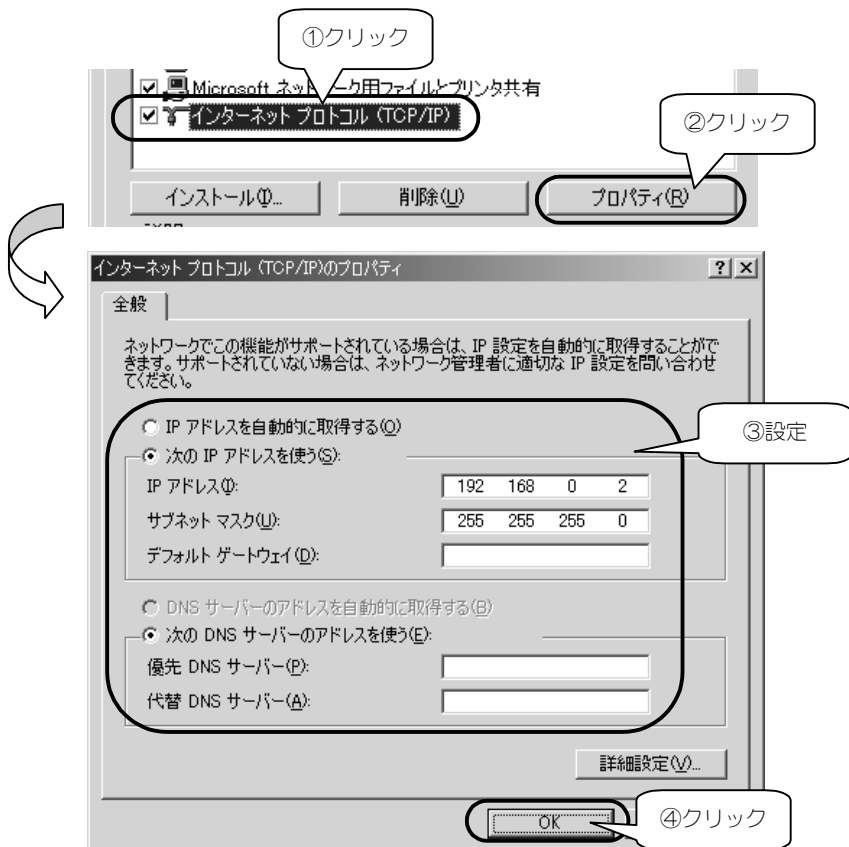 ①クリック
Microsoft ネットワーク用ファイルとプリンタ共有
インターネット プロトコル (TCP/IP)
②クリック
インストール(I)...
削除(U)
プロパティ(R)
インターネット プロトコル (TCP/IP)のプロパティ
全般
ネットワークでこの機能がサポートされている場合は、IP 設定を自動的に取得することがで
きます。サポートされていない場合は、ネットワーク管理者に適切な IP 設定を問い合わせ
てください。
IP アドレスを自動的に取得する(O)
③設定
次の IP アドレスを使う(S):
IP アドレス(I): 192 168 0 2
サブネット マスク(U): 255 255 255 0
デフォルト ゲートウェイ(D):
DNS サーバーのアドレスを自動的に取得する(B)
次の DNS サーバーのアドレスを使う(E):
優先 DNS サーバー(P):
代替 DNS サーバー(A):
詳細設定(V)...
OK
④クリック